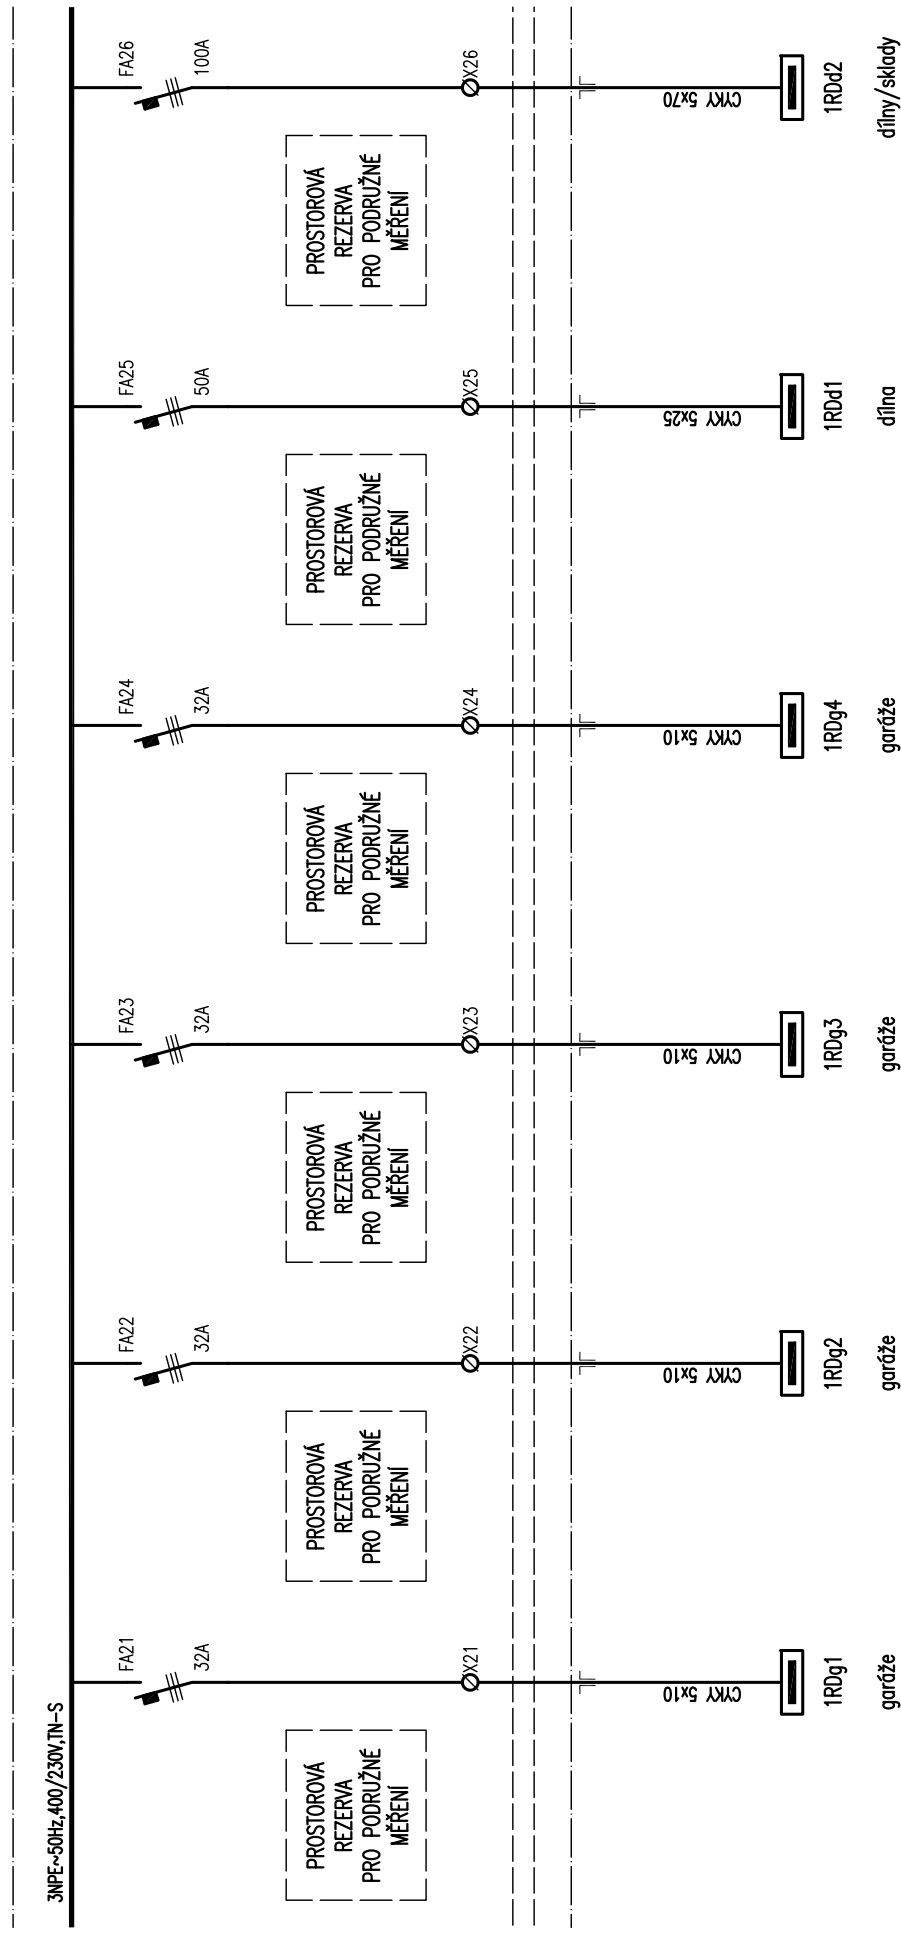 3NPE~50Hz,400/230V,TN-S
FA21
32A
PROSTOROVÁ
REZERVA
PRO PODRUŽNÉ
MĚŘENÍ
X21
CYKY 5x10
1RDg1
garáže
FA22
32A
PROSTOROVÁ
REZERVA
PRO PODRUŽNÉ
MĚŘENÍ
X22
CYKY 5x10
1RDg2
garáže
FA23
32A
PROSTOROVÁ
REZERVA
PRO PODRUŽNÉ
MĚŘENÍ
X23
CYKY 5x10
1RDg3
garáže
FA24
32A
PROSTOROVÁ
REZERVA
PRO PODRUŽNÉ
MĚŘENÍ
X24
CYKY 5x10
1RDg4
garáže
FA25
50A
PROSTOROVÁ
REZERVA
PRO PODRUŽNÉ
MĚŘENÍ
X25
CYKY 5x25
1RDd1
dílna
FA26
100A
PROSTOROVÁ
REZERVA
PRO PODRUŽNÉ
MĚŘENÍ
X26
CYKY 5x70
1RDd2
dílny/sklady